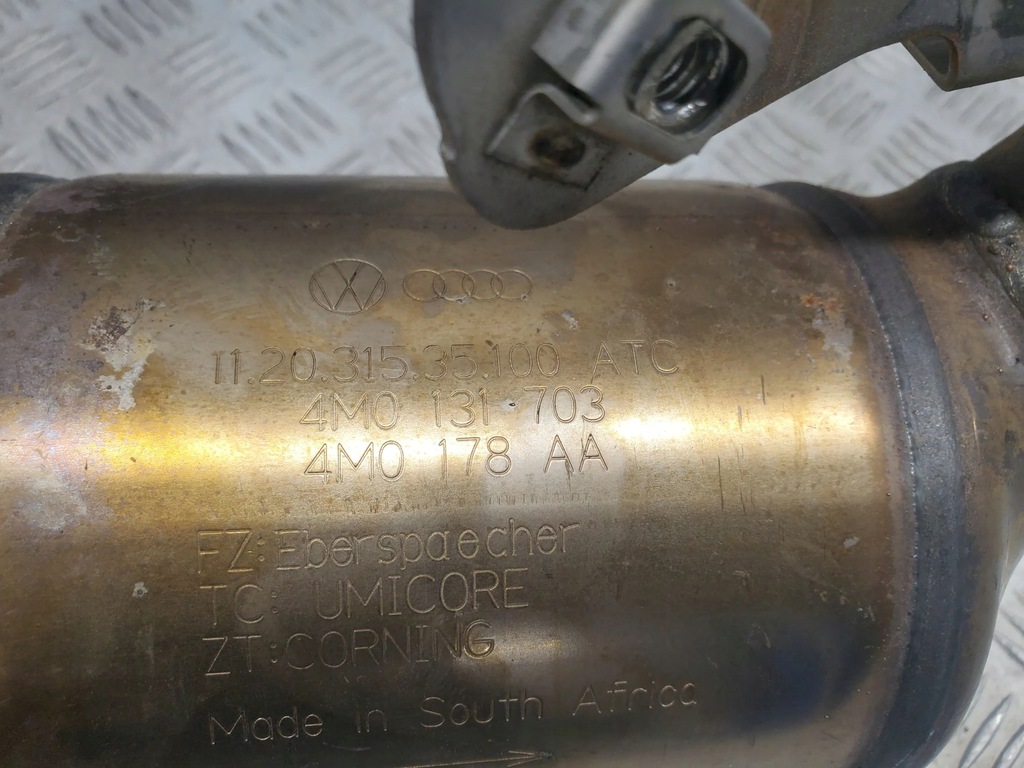 11.20.315.35.100 ATC
4M0 131 703
4M0 178 AA
FZ:Eberspaecher
TC: UMICORE
ZT:CORNING
Made in South Africa